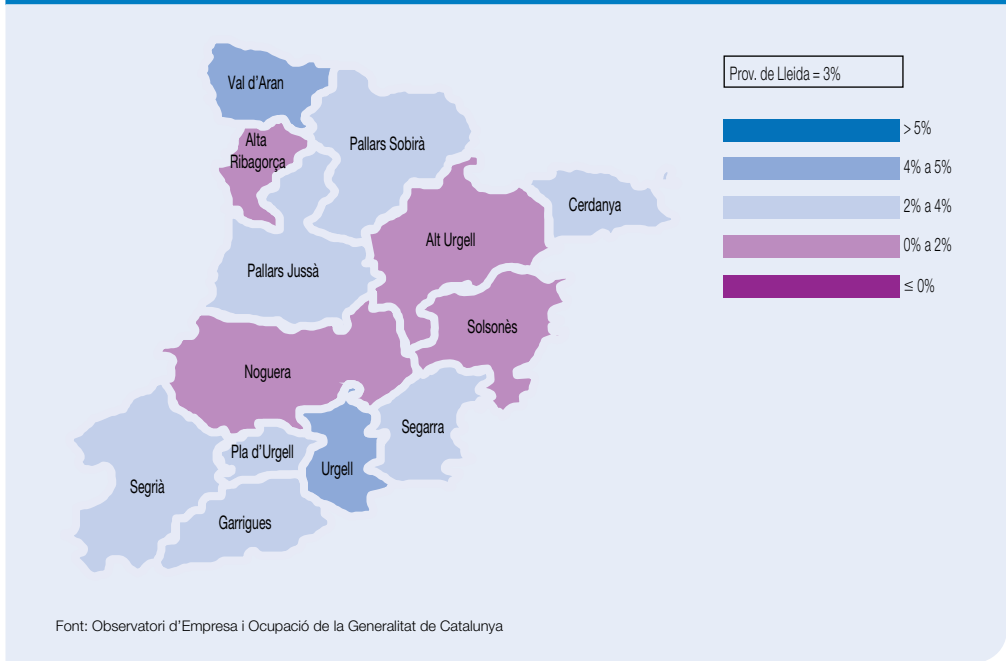 Val d'Aran
Prov. de Lleida = 3%
> 5%
Alta
Ribagorça
Pallars Sobirà
4% a 5%
Cerdanya
2% a 4%
Alt Urgell
0% a 2%
Pallars Jussà
≤ 0%
Solsonès
Noguera
Segarra
Pla d'Urgell
Urgell
Segrià
Garrigues
Font: Observatori d'Empresa i Ocupació de la Generalitat de Catalunya